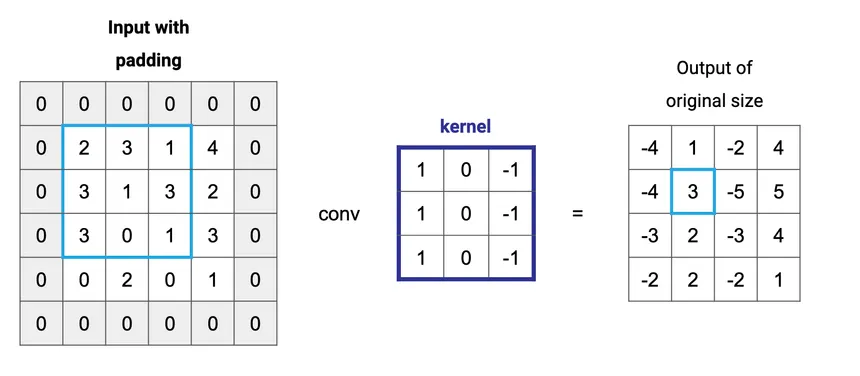 Input with
padding
0 0 0 0 0 0
0 2 3 1 4 0
0 3 1 3 2 0
0 3 0 1 3 0
0 0 2 0 1 0
0 0 0 0 0 0
conv
kernel
1 0 -1
1 0 -1
1 0 -1
=
Output of
original size
-4 1 -2 4
-4 3 -5 5
-3 2 -3 4
-2 2 -2 1